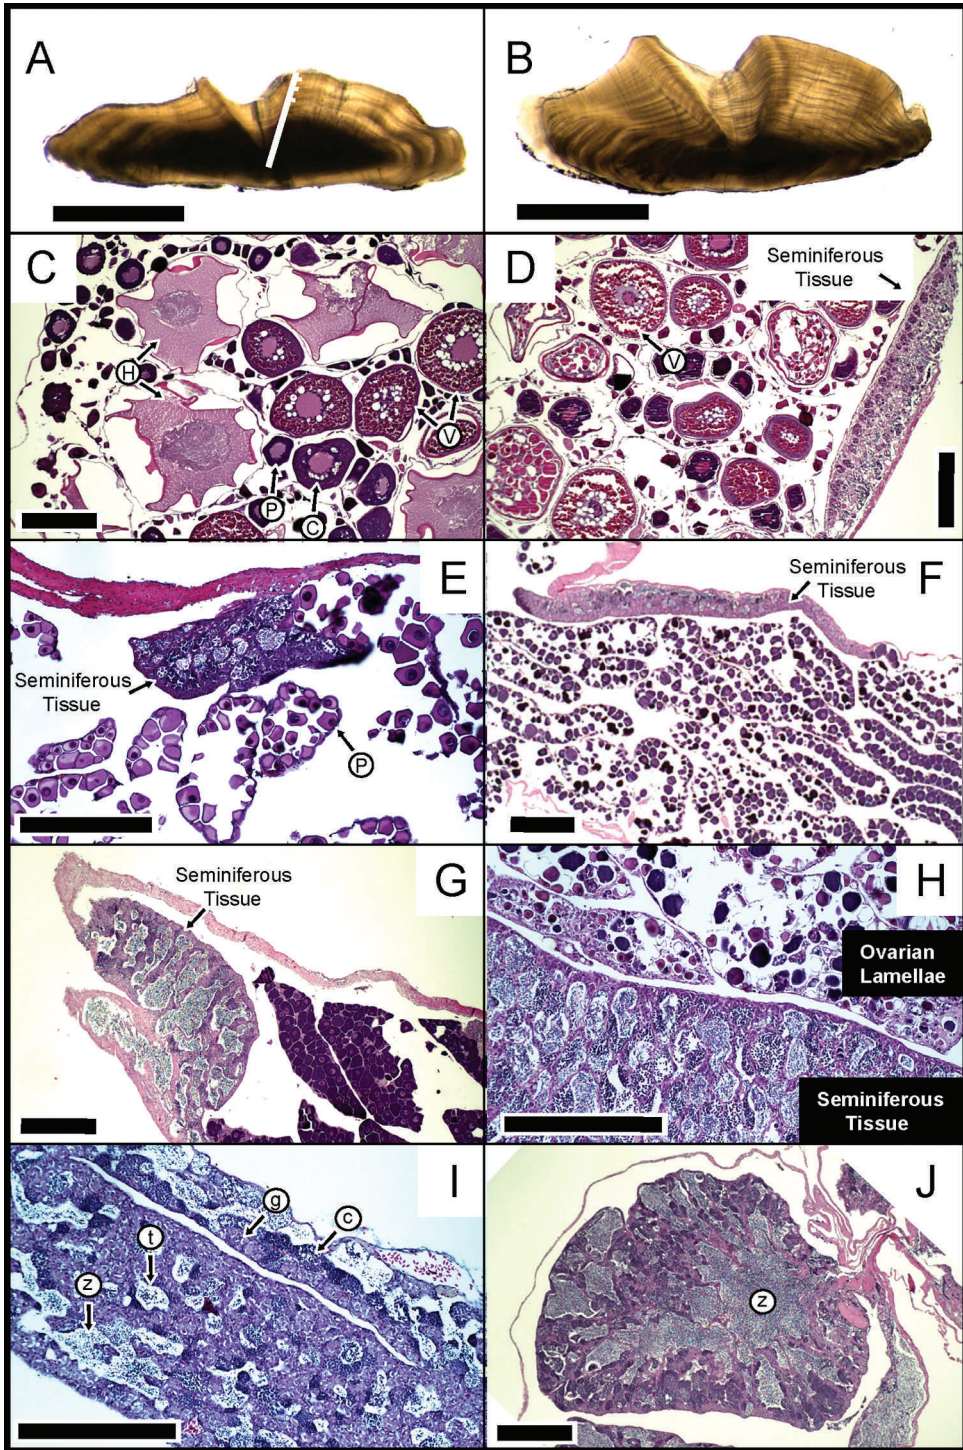 A
B
C
H
V
P
C
D
Seminiferous
Tissue
V
E
Seminiferous
Tissue
P
F
Seminiferous
Tissue
G
Seminiferous
Tissue
H
Ovarian
Lamellae
Seminiferous
Tissue
I
g
c
t
z
J
z